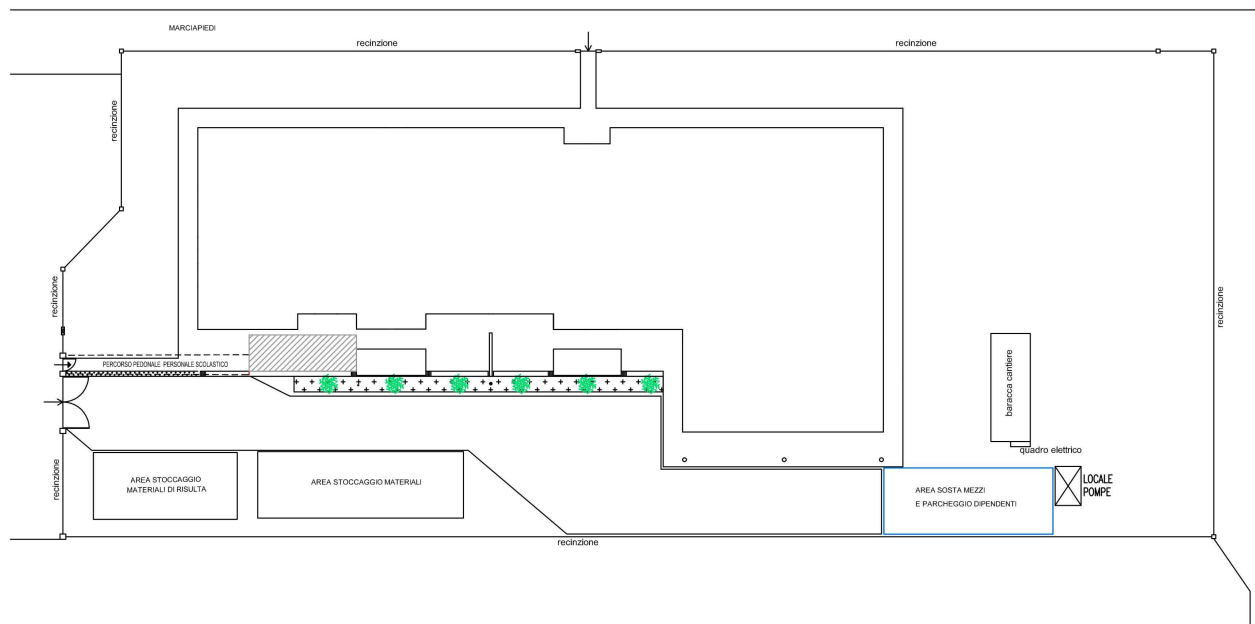 MARCIAPIEDI
recinzione
recinzione
recinzione
recinzione
recinzione
PERCORSO PEDONALE PERSONALE SCOLASTICO
baracca cantiere
quadro elettrico
recinzione
AREA STOCCAGGIO
MATERIALI DI RISULTA
AREA STOCCAGGIO MATERIALI
AREA SOSTA MEZZI
E PARCHEGGIO DIPENDENTI
LOCALE
POMPE
recinzione